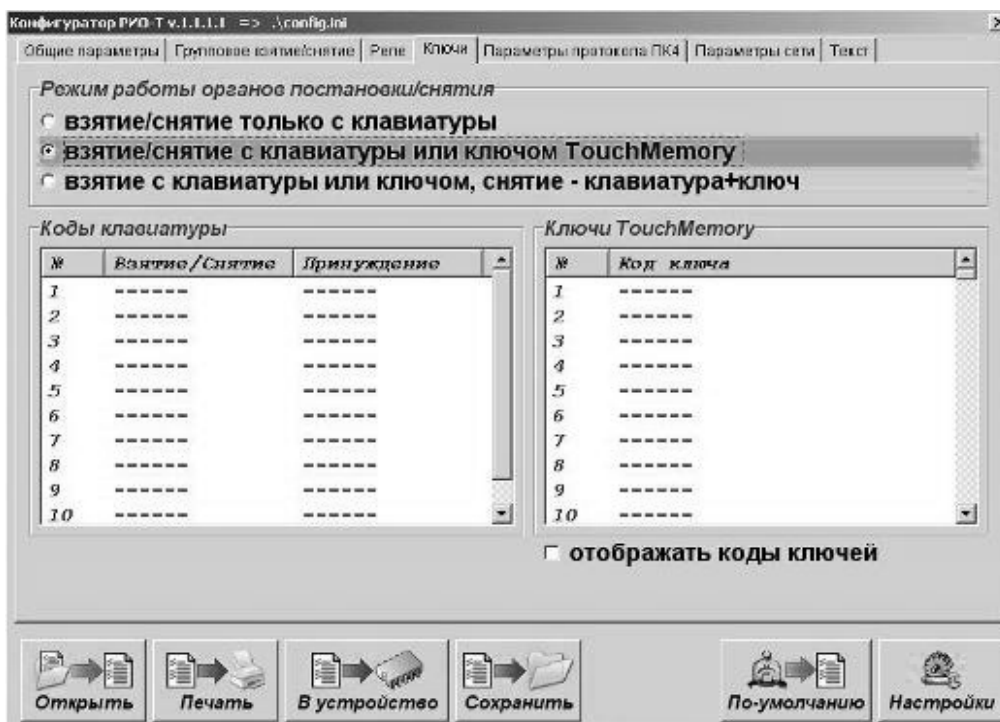 Конфигуратор РИО-Т v.1.1.1.1 => .\config.ini
Общие параметры Групповое взятие/снятие Реле Ключи Параметры протокола ПК4 Параметры сети Текст
Режим работы органов постановки/снятия
взятие/снятие только с клавиатуры
взятие/снятие с клавиатуры или ключом TouchMemory
взятие с клавиатуры или ключом, снятие - клавиатура+ключ
Коды клавиатуры
№ Взятие/Снятие Принуждение
1 ------ ------
2 ------ ------
3 ------ ------
4 ------ ------
5 ------ ------
6 ------ ------
7 ------ ------
8 ------ ------
9 ------ ------
10 ------ ------
Ключи TouchMemory
№ Код ключа
1 ------
2 ------
3 ------
4 ------
5 ------
6 ------
7 ------
8 ------
9 ------
10 ------
отображать коды ключей
Открыть Печать В устройство Сохранить По-умолчанию Настройки